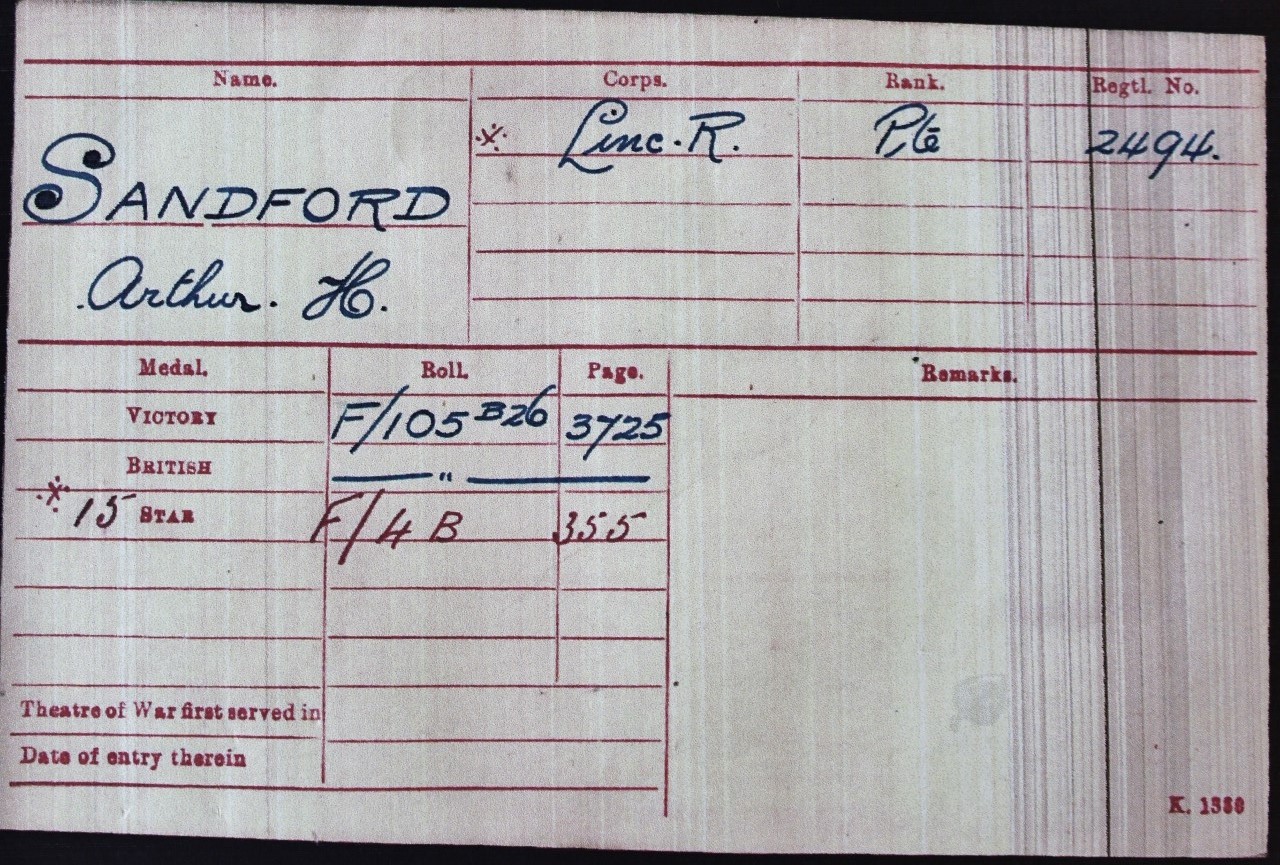 Name. Corps. Rank. Regtl. No.
※ Linc. R. Pte 2494.
SANDFORD
Arthur. H.
Medal. Roll. Page. Remarks.
VICTORY F/105 B26 3725
BRITISH — " —
※ 15 STAR F/4 B 355
Theatre of War first served in
Date of entry therein
K. 1380